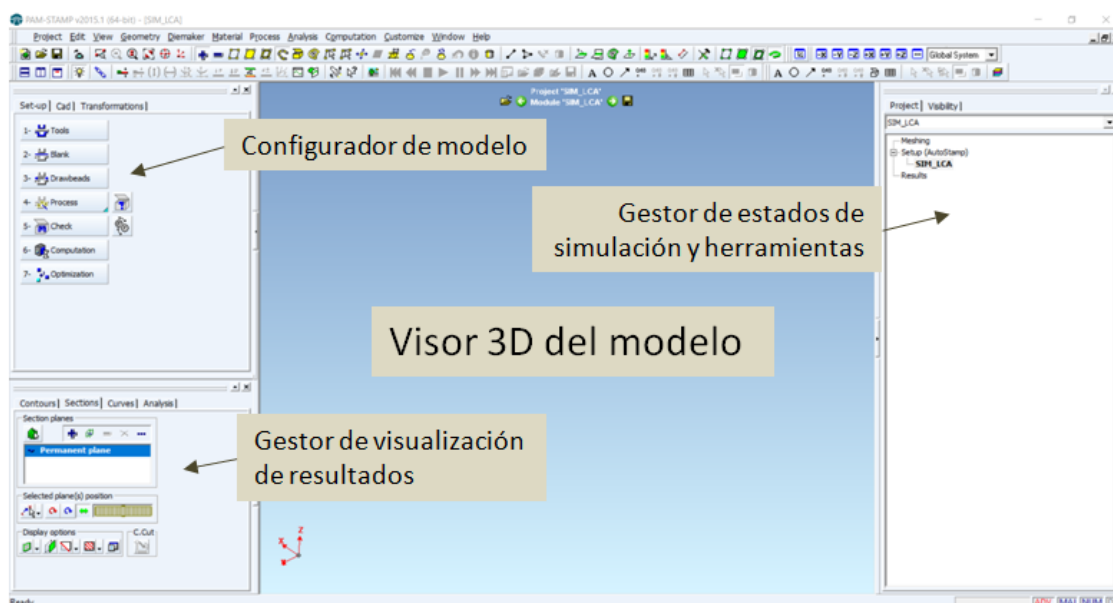 PAM-STAMP v2015.1 (64-bit) - [SIM_LCA]
Project Edit View Geometry Diemaker Material Process Analysis Computation Customize Window Help
Global System
Set-up Cad Transformations
1- Tools
2- Blank
3- Drawbeads
4- Process
5- Check
6- Computation
7- Optimization
Project "SIM_LCA"
Module "SIM_LCA"
Configurador de modelo
Gestor de estados de
simulación y herramientas
Visor 3D del modelo
Project Visibility
SIM_LCA
Meshing
Setup (AutoStamp)
SIM_LCA
Results
Contours Sections Curves Analysis
Section planes
Permanent plane
Selected plane(s) position
Display options
C.Cut
Gestor de visualización
de resultados
Z
X
Ready
ADV MAJ NUM